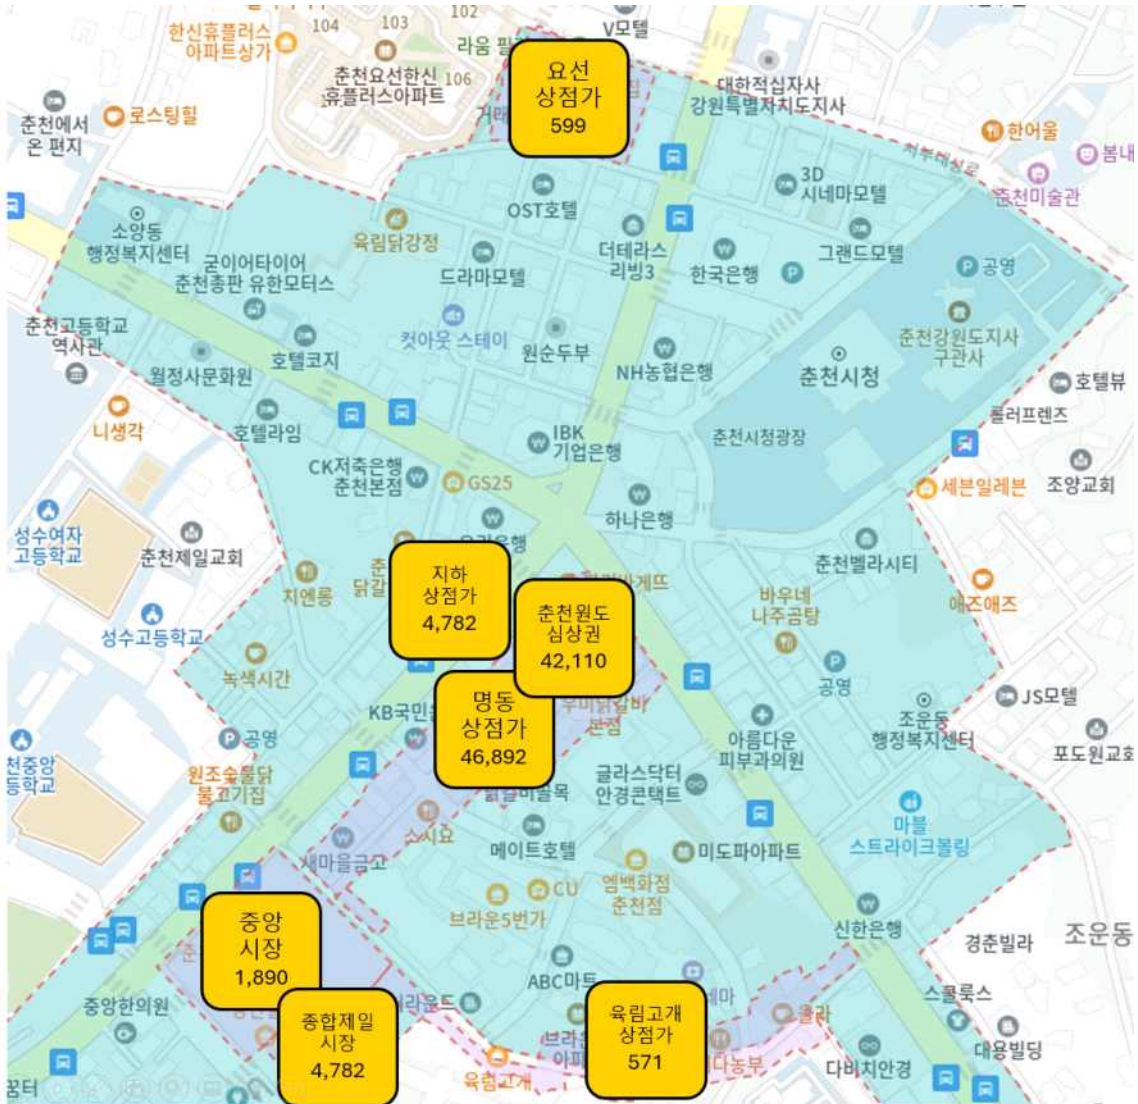 102
103
104
한신휴플러스
아파트상가
춘천요선한신
휴플러스아파트
106
V모텔
요선
상점가
599
대한적십자사
강원특별자치도지사
춘천에서
온 편지
로스팅힐
한어울
봄내
춘천미술관
3D
시네마모텔
OST호텔
소양동
행정복지센터
육림닭강정
더테라스
리빙3
한국은행
그랜드모텔
공영
굳이어타이어
춘천총판 유한모터스
드라마모텔
춘천강원도지사
구관사
춘천고등학교
역사관
컷아웃 스테이
원순두부
호텔코지
월정사문화원
NH농협은행
춘천시청
호텔뷰
롤러프렌즈
니생각
호텔라임
IBK
기업은행
춘천시청광장
CK저축은행
춘천본점
GS25
세븐일레븐
조양교회
하나은행
성수여자
고등학교
춘천제일교회
치엔롱
지하
상점가
4,782
춘천원도
심상권
42,110
춘천벨라시티
바우네
나주곰탕
애즈애즈
성수고등학교
녹색시간
공영
JS모텔
명동
상점가
46,892
본점
조운동
행정복지센터
공영
아름다운
피부과의원
포도원교회
원조숯불닭
불고기집
글라스닥터
안경콘택트
소시요
마블
스트라이크볼링
메이트호텔
미도파아파트
새마을금고
엠백화점
춘천점
CU
브라운5번가
중앙
시장
1,890
신한은행
경춘빌라
조운동
ABC마트
중앙한의원
종합제일
시장
4,782
육림고개
상점가
571
스쿨룩스
대용빌딩
육림고개
다비치안경
꿈터